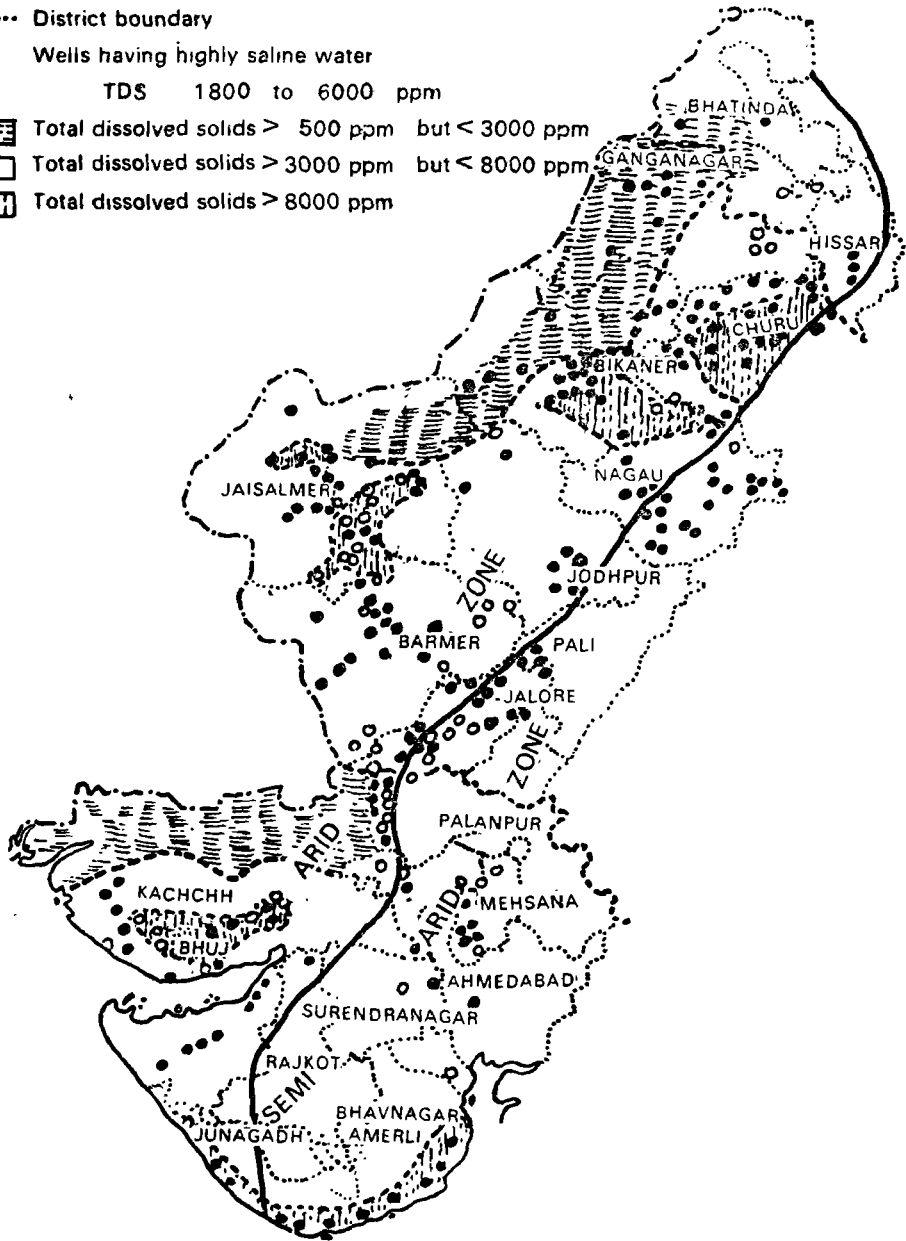 District boundary
Wells having highly saline water
TDS 1800 to 6000 ppm
Total dissolved solids > 500 ppm but < 3000 ppm
Total dissolved solids > 3000 ppm but < 8000 ppm
Total dissolved solids > 8000 ppm
BHATINDA
GANGANAGAR
HISSAR
CHURU
BIKANER
NAGAU
JAISALMER
JODHPUR
ZONE
BARMER
PALI
JALORE
ZONE
ARID
PALANPUR
KACHCHH
MEHSANA
ARID
BHUJ
AHMEDABAD
SURENDRANAGAR
RAJKOT
SEMI
BHAVNAGAR
JUNAGADH
AMERLI